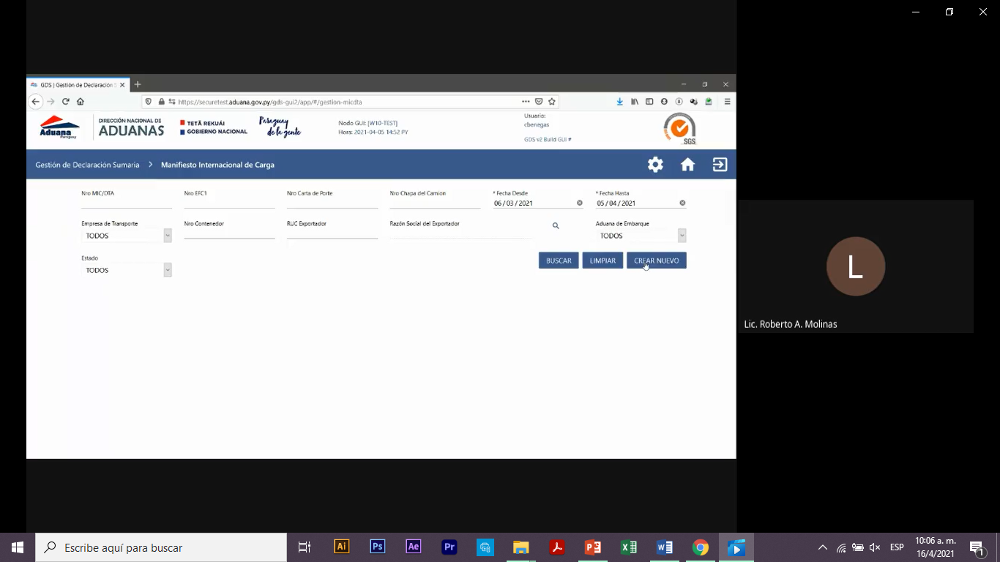 GDS | Gestión de Declaración S
https://securetest.aduana.gov.py/gds-gui2/app/#/gestion-micdta
Aduana
Paraguay
DIRECCIÓN NACIONAL DE
ADUANAS
TETÃ REKUÁI
GOBIERNO NACIONAL
Paraguay
de la gente
Nodo GUI: [W10-TEST]
Hora: 2021-04-05 14:52 PY
Usuario:
cbenegas
GDS v2 Build GUI #
SGS
Gestión de Declaración Sumaria > Manifiesto Internacional de Carga
Nro MIC/DTA
Nro EFC1
Nro Carta de Porte
Nro Chapa del Camion
* Fecha Desde
06 / 03 / 2021
* Fecha Hasta
05 / 04 / 2021
Empresa de Transporte
TODOS
Nro Contenedor
RUC Exportador
Razón Social del Exportador
Aduana de Embarque
TODOS
Estado
TODOS
BUSCAR
LIMPIAR
CREAR NUEVO
L
Lic. Roberto A. Molinas
Escribe aquí para buscar
Ai
Ps
Ae
Pr
ESP
10:06 a. m.
16/4/2021
1